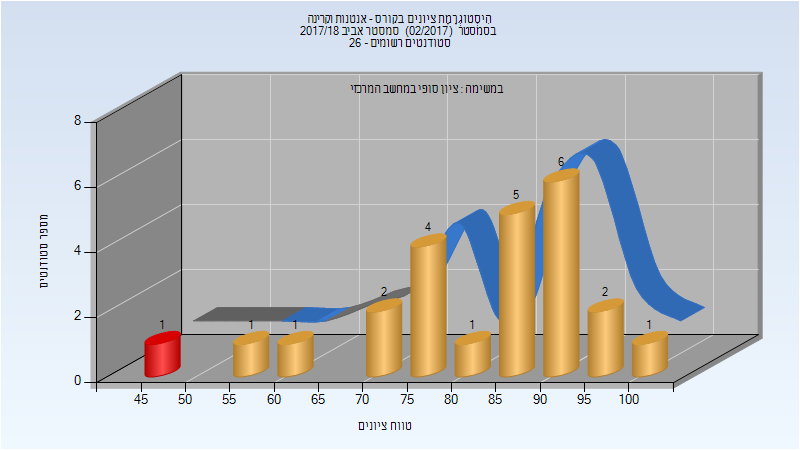 היסטוגרמת ציונים בקורס - אנטנות וקרינה
בסמסטר (02/2017) סמסטר אביב 2017/18
סטודנטים רשומים - 26
במשימה : ציון סופי במחשב המרכזי
מספר סטודנטים
8
6
4
2
0
1
1
1
2
4
1
5
6
2
1
45 50 55 60 65 70 75 80 85 90 95 100
טווח ציונים